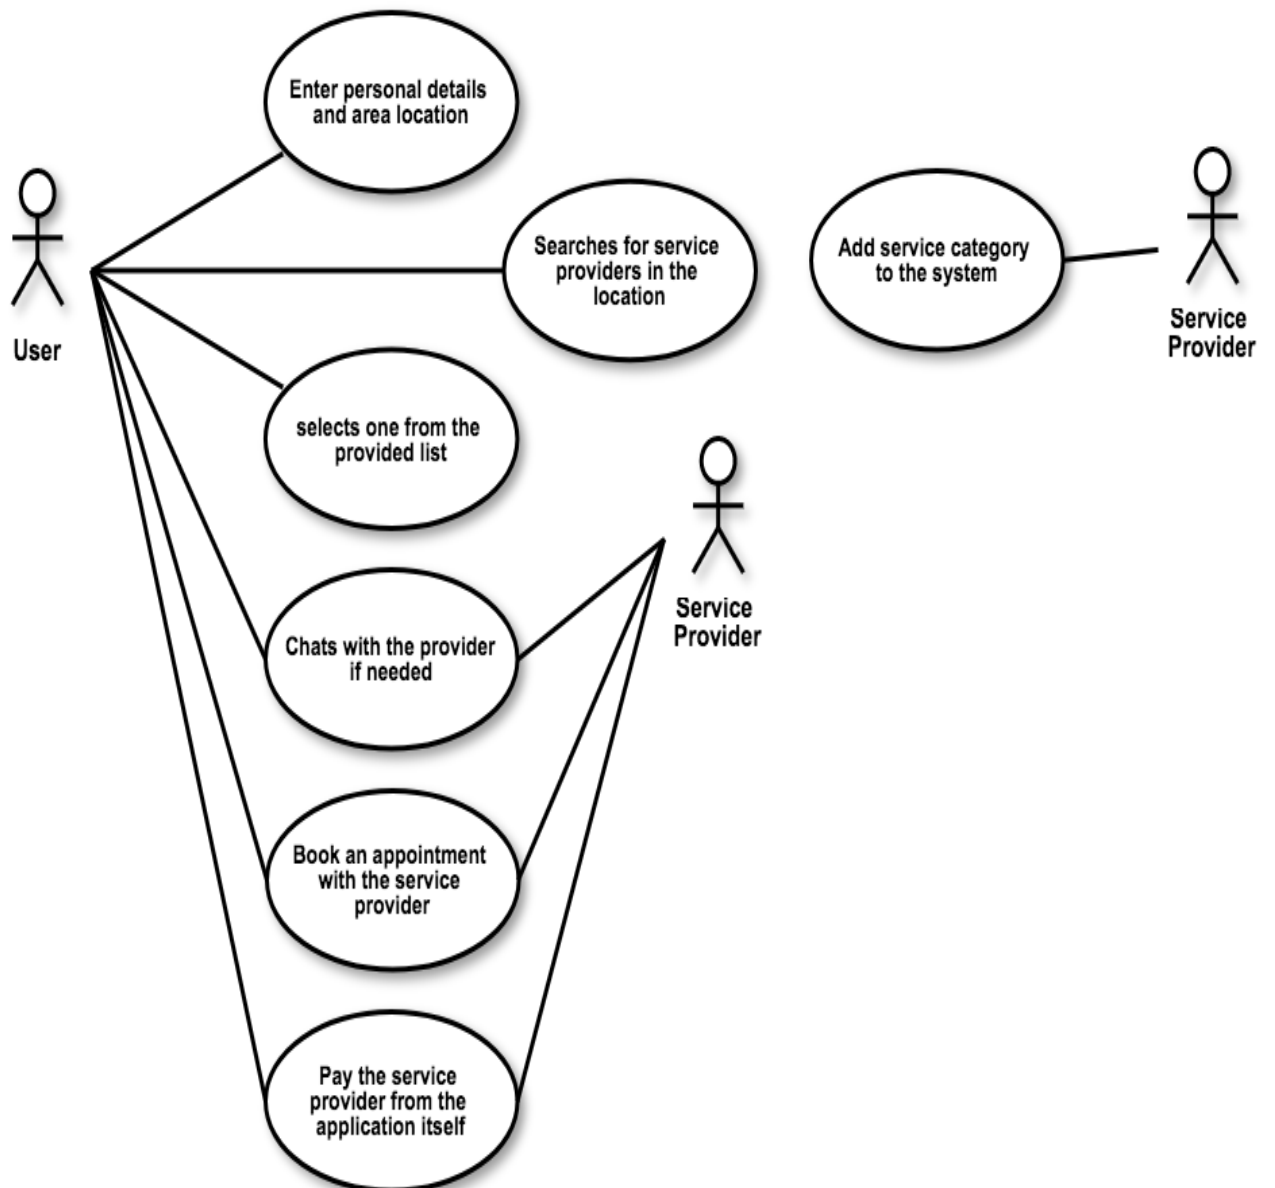 Enter personal details
and area location
User
Searches for service
providers in the
location
Add service category
to the system
Service
Provider
selects one from the
provided list
Service
Provider
Chats with the provider
if needed
Book an appointment
with the service
provider
Pay the service
provider from the
application itself